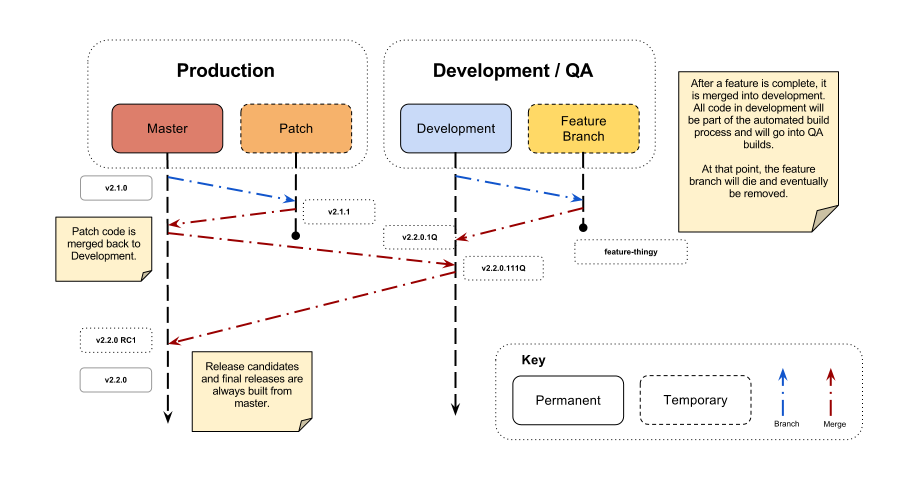 Production
Development / QA
Master
Patch
Development
Feature
Branch
After a feature is complete, it
is merged into development.
All code in development will
be part of the automated build
process and will go into QA
builds.
At that point, the feature
branch will die and eventually
be removed.
v2.1.0
v2.1.1
Patch code is
merged back to
Development.
v2.2.0.1Q
feature-thingy
v2.2.0.111Q
v2.2.0 RC1
v2.2.0
Release candidates
and final releases are
always built from
master.
Key
Permanent
Temporary
Branch
Merge